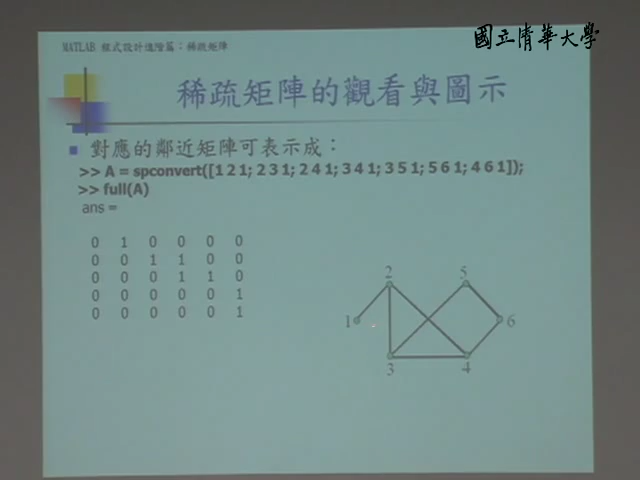 MATLAB 程式設計進階篇：稀疏矩陣
國立清華大學
稀疏矩陣的觀看與圖示
對應的鄰近矩陣可表示成：
>> A = spconvert([1 2 1; 2 3 1; 2 4 1; 3 4 1; 3 5 1; 5 6 1; 4 6 1]);
>> full(A)
ans =
0 1 0 0 0 0
0 0 1 1 0 0
0 0 0 1 1 0
0 0 0 0 0 1
0 0 0 0 0 1
2 5
1 6
3 4